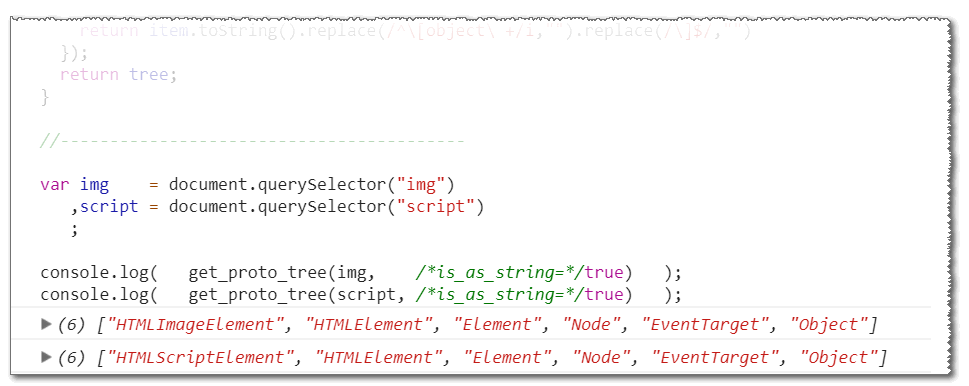 return item.toString().replace(/^\[object\ +/i, "").replace(/\]$/, "")
});
return tree;
}
//-----------------------------------------
var img    = document.querySelector("img")
,script = document.querySelector("script")
;
console.log(   get_proto_tree(img,    /*is_as_string=*/true)   );
console.log(   get_proto_tree(script, /*is_as_string=*/true)   );
▶ (6) ["HTMLImageElement", "HTMLElement", "Element", "Node", "EventTarget", "Object"]
▶ (6) ["HTMLScriptElement", "HTMLElement", "Element", "Node", "EventTarget", "Object"]